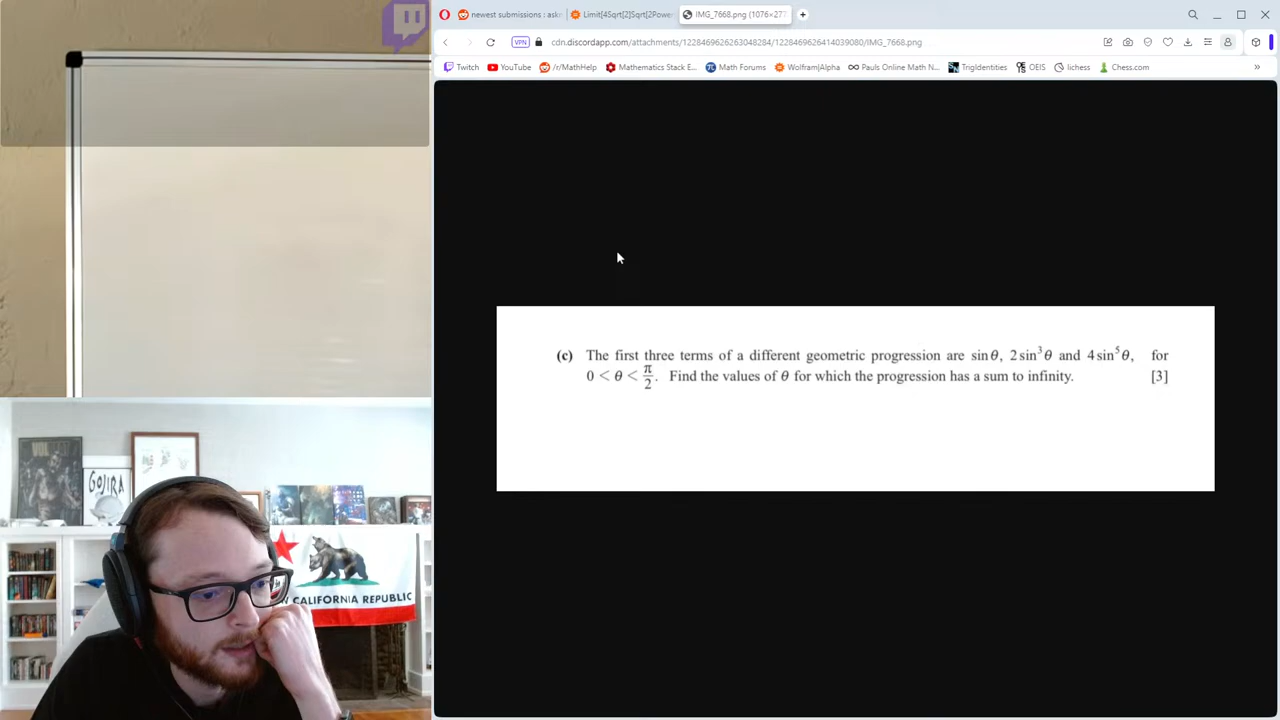 newest submissions : ask
Limit[4Sqrt[2]Sqrt[2Power
IMG_7668.png (1076×277
VPN
cdn.discordapp.com/attachments/1228469626263048284/1228469626414039080/IMG_7668.png
Twitch
YouTube
/r/MathHelp
Mathematics Stack E...
Math Forums
Wolfram|Alpha
Pauls Online Math N...
TrigIdentities
OEIS
lichess
Chess.com
(c) The first three terms of a different geometric progression are sin θ, 2 sin³ θ and 4 sin⁵ θ, for
0 < θ < π/2. Find the values of θ for which the progression has a sum to infinity. [3]
GOJIRA
CALIFORNIA REPUBLIC